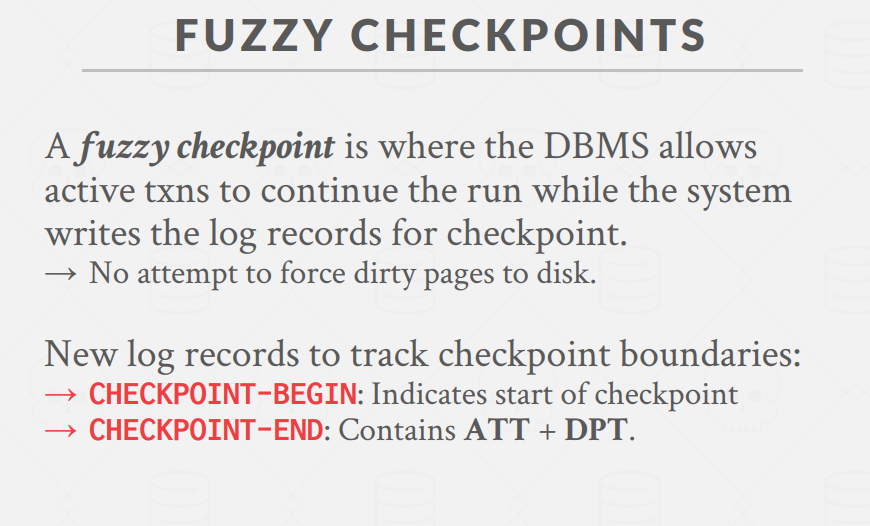 FUZZY CHECKPOINTS
A fuzzy checkpoint is where the DBMS allows
active txns to continue the run while the system
writes the log records for checkpoint.
→ No attempt to force dirty pages to disk.
New log records to track checkpoint boundaries:
→ CHECKPOINT-BEGIN: Indicates start of checkpoint
→ CHECKPOINT-END: Contains ATT + DPT.